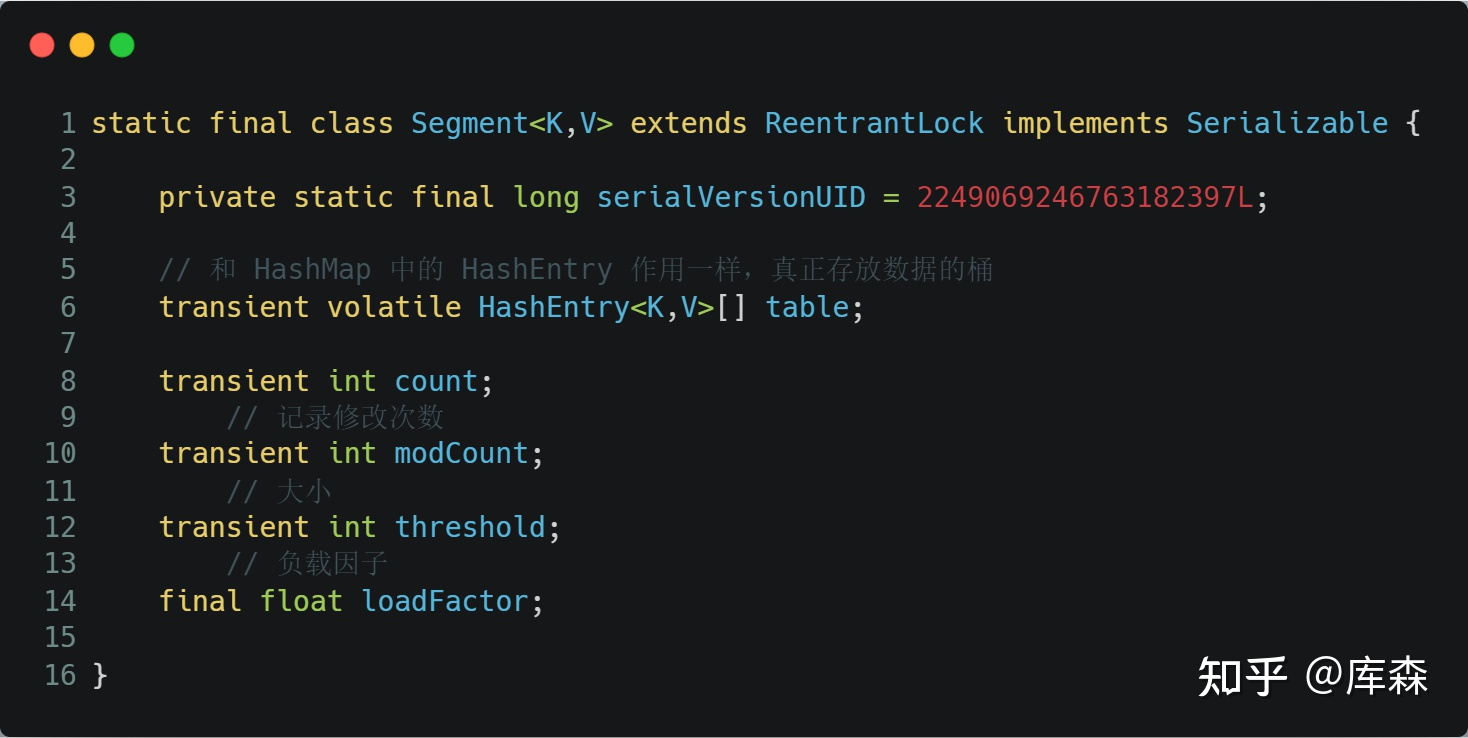 1 static final class Segment<K,V> extends ReentrantLock implements Serializable {
2
3 private static final long serialVersionUID = 2249069246763182397L;
4
5 // 和 HashMap 中的 HashEntry 作用一样，真正存放数据的桶
6 transient volatile HashEntry<K,V>[] table;
7
8 transient int count;
9 // 记录修改次数
10 transient int modCount;
11 // 大小
12 transient int threshold;
13 // 负载因子
14 final float loadFactor;
15
16 }
知乎 @库森